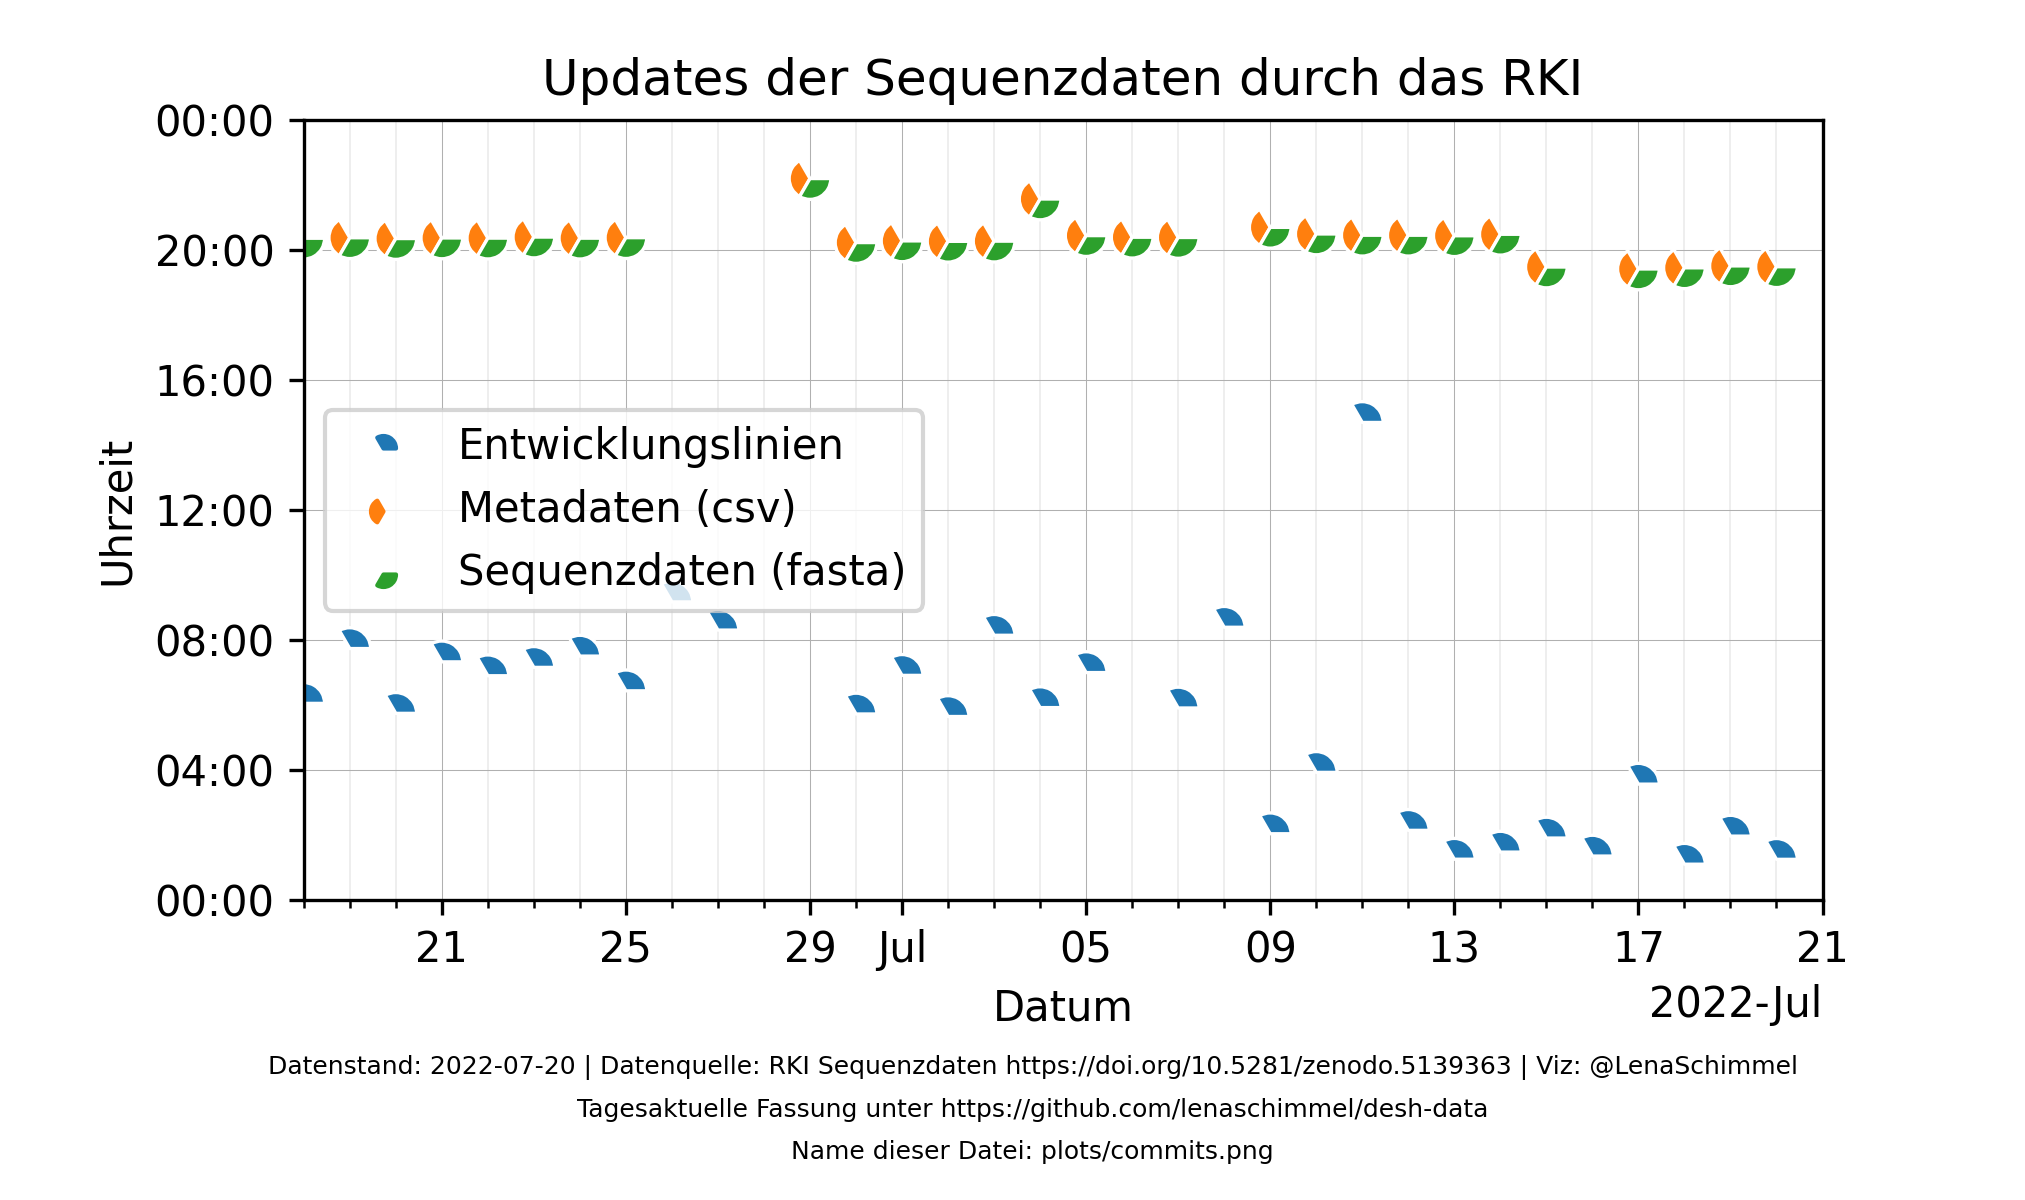 Updates der Sequenzdaten durch das RKI
00:00
20:00
16:00
12:00
08:00
04:00
00:00
Uhrzeit
Entwicklungslinien
Metadaten (csv)
Sequenzdaten (fasta)
21 25 29 Jul 05 09 13 17 21
Datum
2022-Jul
Datenstand: 2022-07-20 | Datenquelle: RKI Sequenzdaten https://doi.org/10.5281/zenodo.5139363 | Viz: @LenaSchimmel
Tagesaktuelle Fassung unter https://github.com/lenaschimmel/desh-data
Name dieser Datei: plots/commits.png